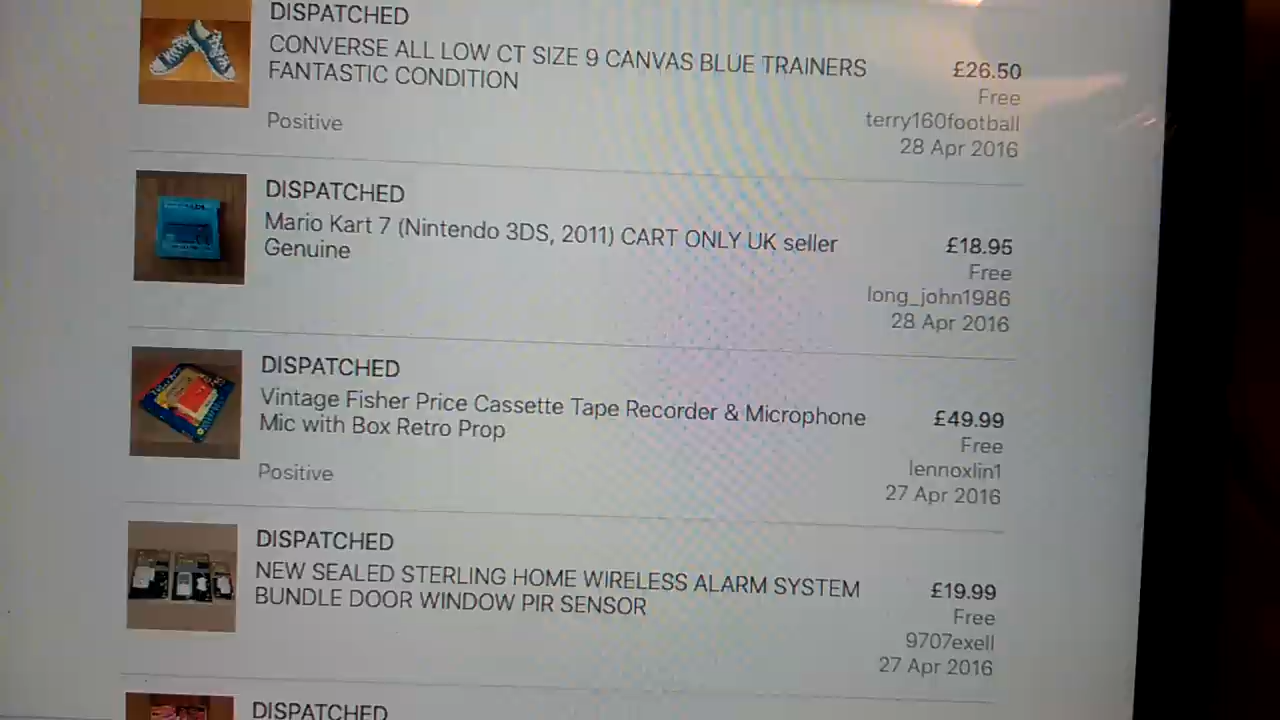 DISPATCHED
CONVERSE ALL LOW CT SIZE 9 CANVAS BLUE TRAINERS
FANTASTIC CONDITION
Positive
£26.50
Free
terry160football
28 Apr 2016
DISPATCHED
Mario Kart 7 (Nintendo 3DS, 2011) CART ONLY UK seller
Genuine
£18.95
Free
long_john1986
28 Apr 2016
DISPATCHED
Vintage Fisher Price Cassette Tape Recorder & Microphone
Mic with Box Retro Prop
Positive
£49.99
Free
lennoxlin1
27 Apr 2016
DISPATCHED
NEW SEALED STERLING HOME WIRELESS ALARM SYSTEM
BUNDLE DOOR WINDOW PIR SENSOR
£19.99
Free
9707exell
27 Apr 2016
DISPATCHED